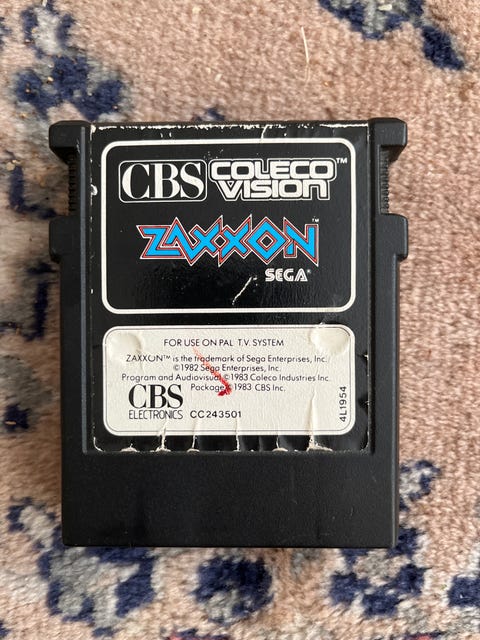 CBS COLECO VISION™
ZAXXON™
SEGA®
FOR USE ON PAL T.V. SYSTEM
ZAXXON™ is the trademark of Sega Enterprises, Inc.
©1982 Sega Enterprises, Inc.
Program and Audiovisual ©1983 Coleco Industries Inc.
Package ©1983 CBS Inc.
CBS
ELECTRONICS CC243501
4L1954